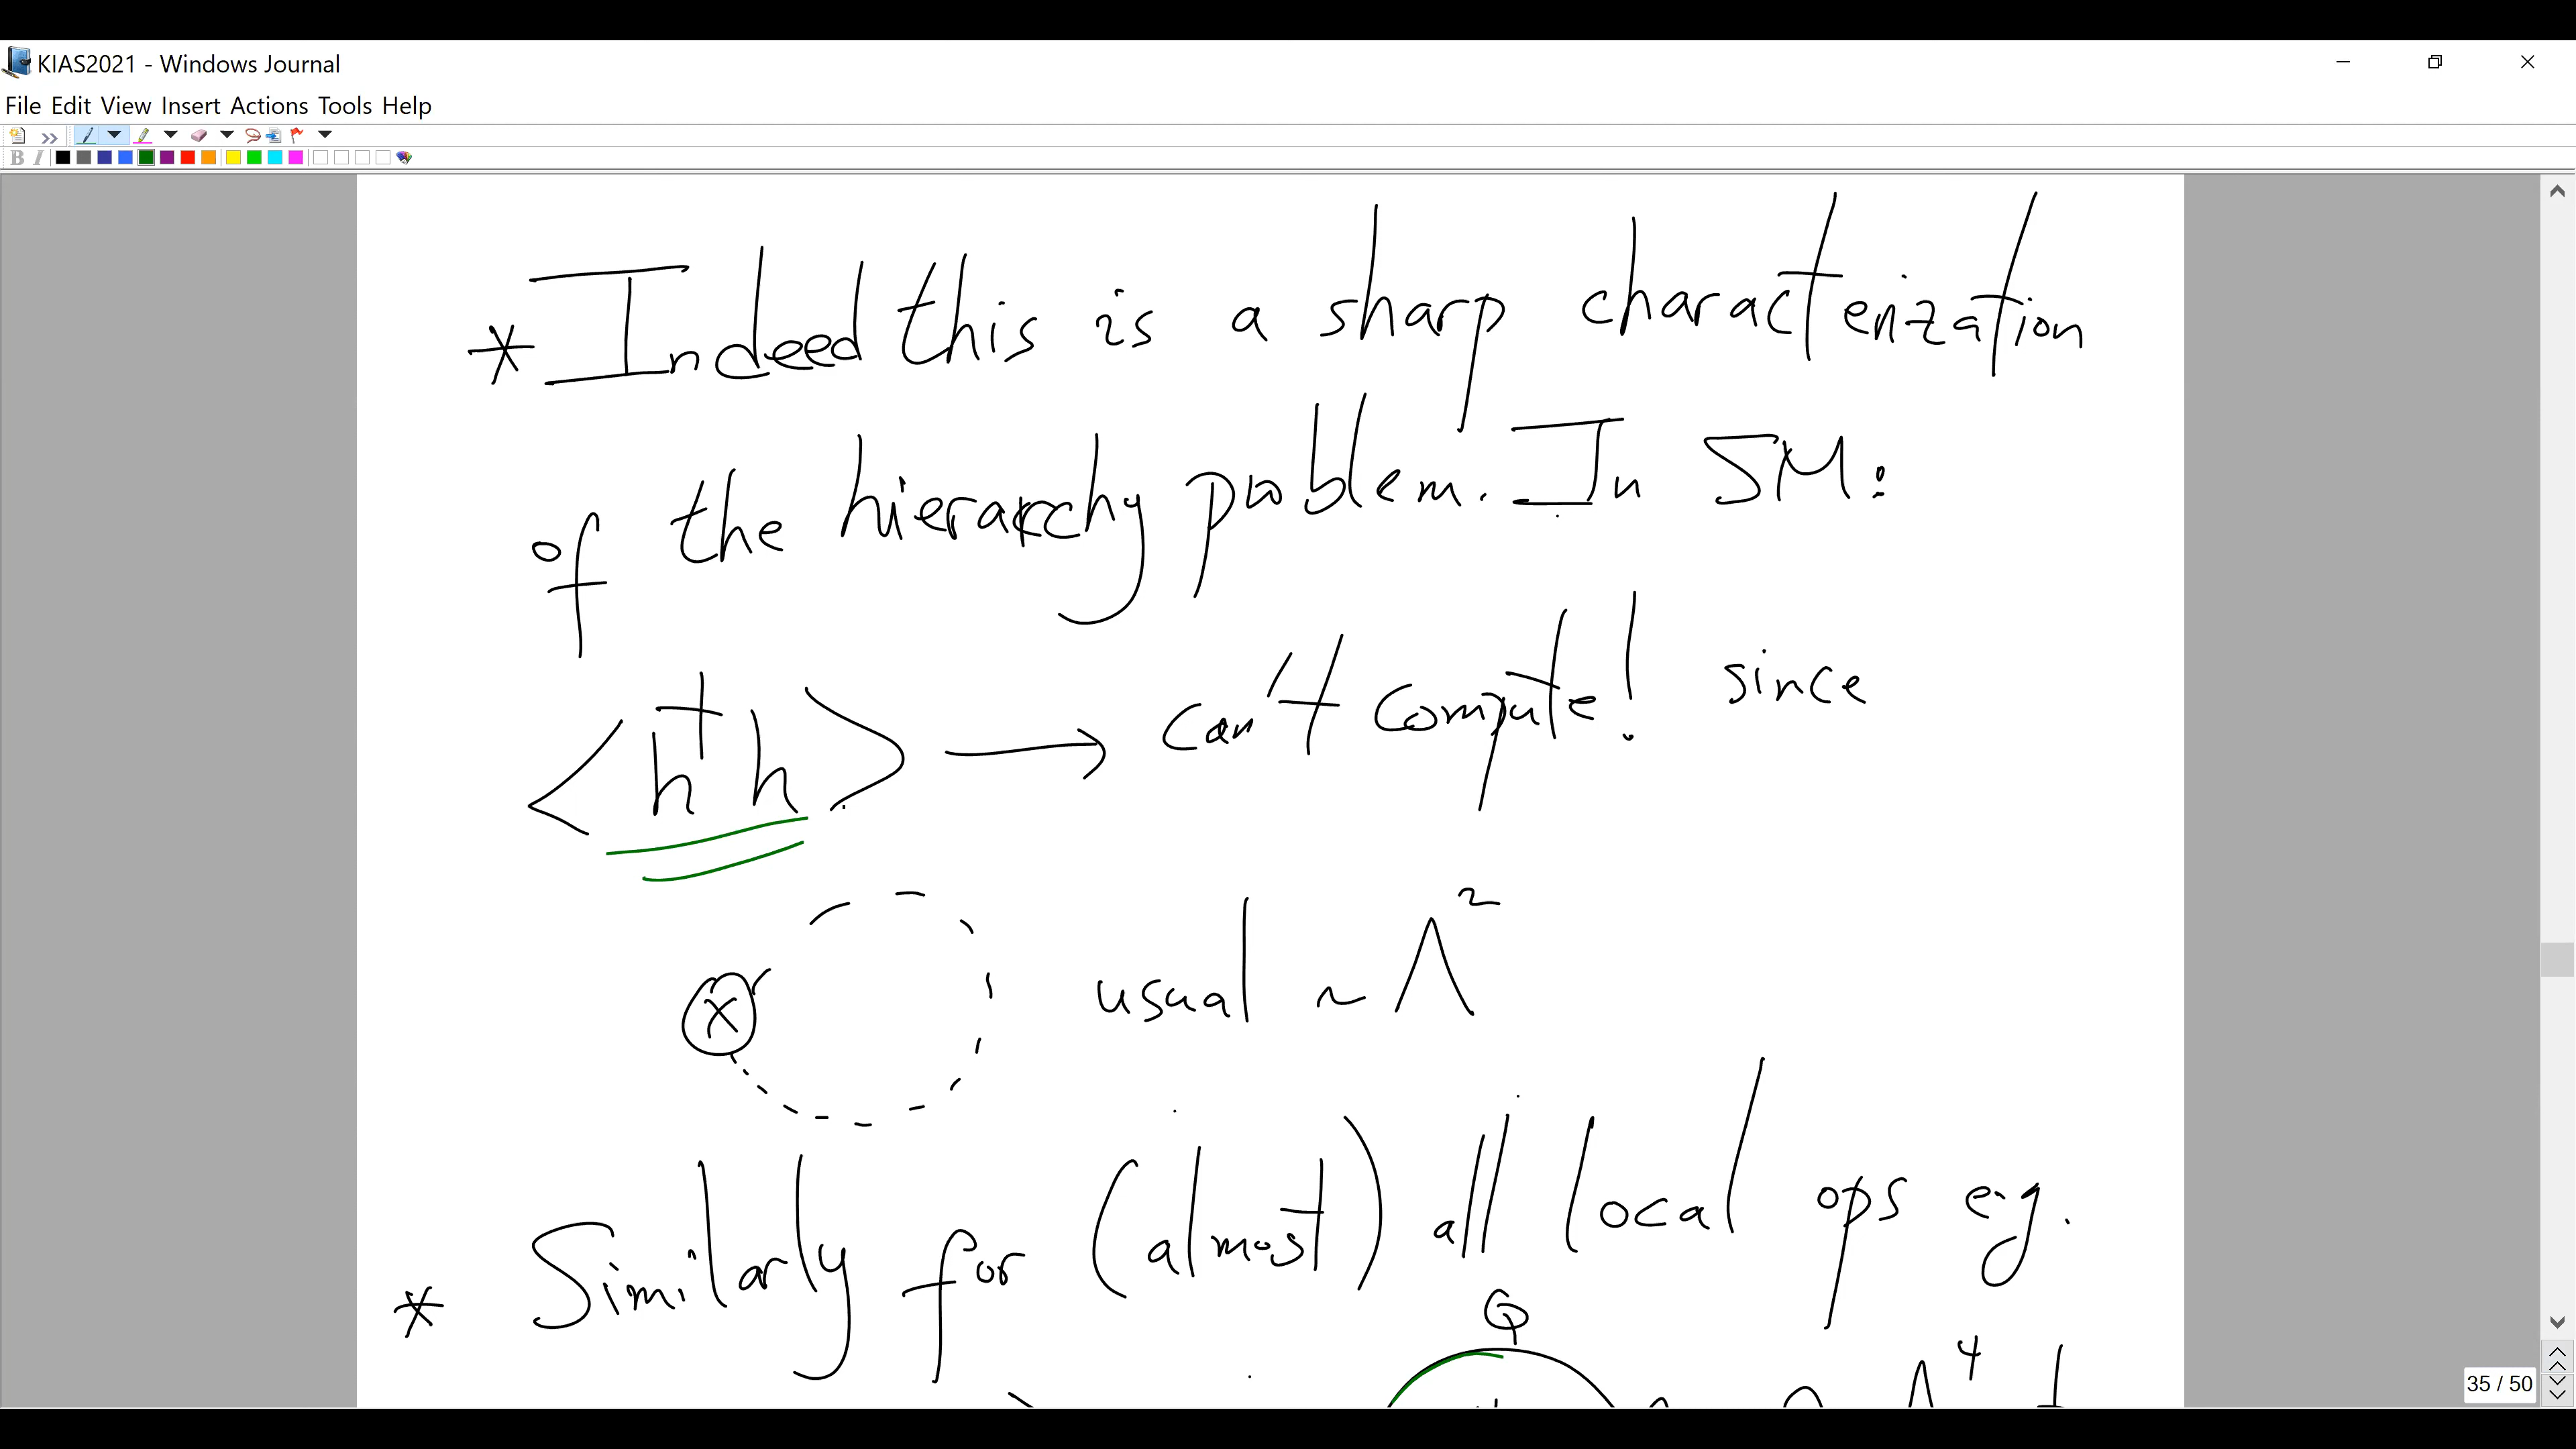 KIAS2021 - Windows Journal
File Edit View Insert Actions Tools Help
B I
* Indeed this is a sharp characterization
of the hierarchy problem. In SM:
<h†h> → can't compute! since
usual ~ Λ²
* Similarly for (almost) all local ops e.g.
Q
Λ⁴
35 / 50